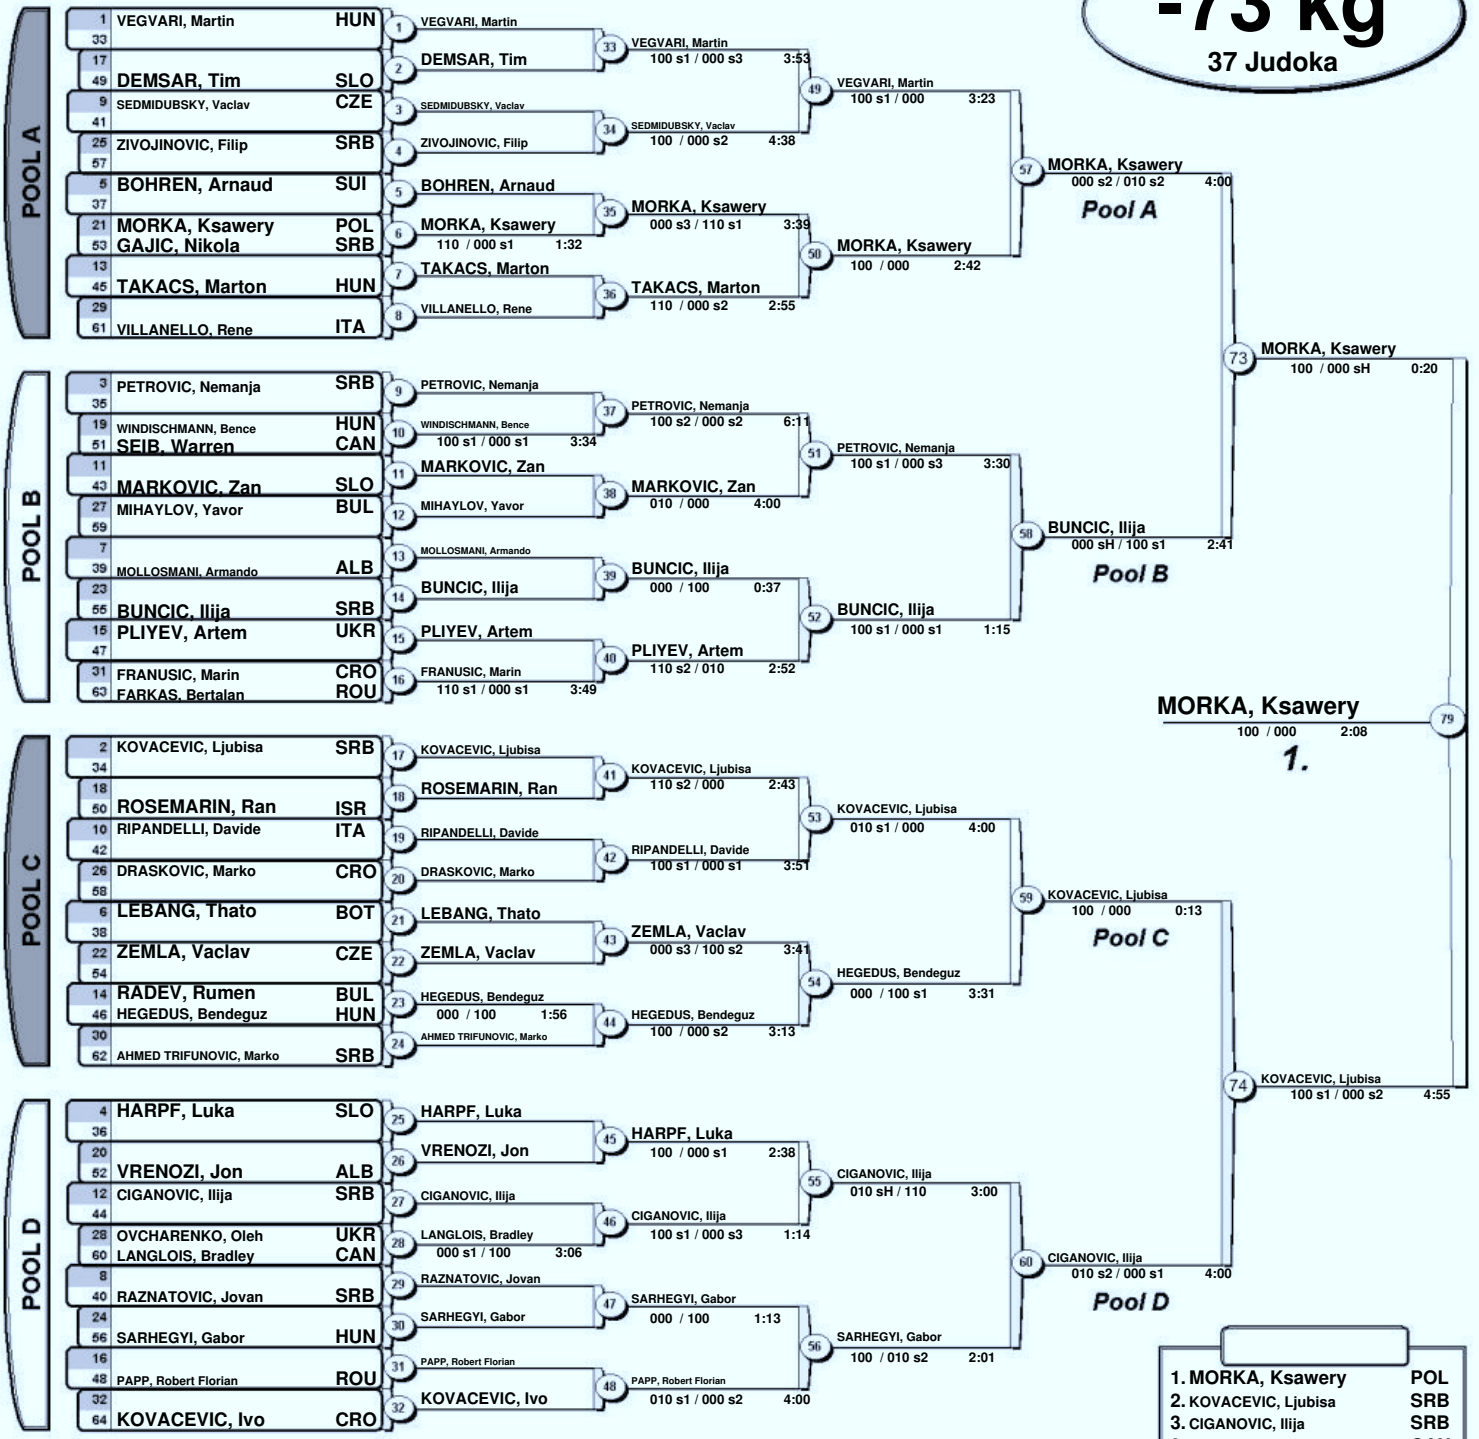 -73 kg
37 Judoka
POOL A
1 VEGVARI, Martin HUN
33
17
49 DEMSAR, Tim SLO
9 SEDMIDUBSKY, Vaclav CZE
41
25 ZIVOJINOVIC, Filip SRB
57
5 BOHREN, Arnaud SUI
37
21 MORKA, Ksawery POL
53 GAJIC, Nikola SRB
13
45 TAKACS, Marton HUN
29
61 VILLANELLO, Rene ITA
1 VEGVARI, Martin
2 DEMSAR, Tim
3 SEDMIDUBSKY, Vaclav
4 ZIVOJINOVIC, Filip
5 BOHREN, Arnaud
6 MORKA, Ksawery
110 / 000 s1 1:32
7 TAKACS, Marton
8 VILLANELLO, Rene
33 VEGVARI, Martin
100 s1 / 000 s3 3:53
34 SEDMIDUBSKY, Vaclav
100 / 000 s2 4:38
35 MORKA, Ksawery
000 s3 / 110 s1 3:39
36 TAKACS, Marton
110 / 000 s2 2:55
49 VEGVARI, Martin
100 s1 / 000 3:23
50 MORKA, Ksawery
100 / 000 2:42
57 MORKA, Ksawery
000 s2 / 010 s2 4:00
Pool A
POOL B
3 PETROVIC, Nemanja SRB
35
19 WINDISCHMANN, Bence HUN
51 SEIB, Warren CAN
11
43 MARKOVIC, Zan SLO
27 MIHAYLOV, Yavor BUL
59
7
39 MOLLOSMANI, Armando ALB
23
55 BUNCIC, Ilija SRB
15 PLIYEV, Artem UKR
47
31 FRANUSIC, Marin CRO
63 FARKAS, Bertalan ROU
9 PETROVIC, Nemanja
10 WINDISCHMANN, Bence
100 s1 / 000 s1 3:34
11 MARKOVIC, Zan
12 MIHAYLOV, Yavor
13 MOLLOSMANI, Armando
14 BUNCIC, Ilija
15 PLIYEV, Artem
16 FRANUSIC, Marin
110 s1 / 000 s1 3:49
37 PETROVIC, Nemanja
100 s2 / 000 s2 6:11
38 MARKOVIC, Zan
010 / 000 4:00
39 BUNCIC, Ilija
000 / 100 0:37
40 PLIYEV, Artem
110 s2 / 010 2:52
51 PETROVIC, Nemanja
100 s1 / 000 s3 3:30
52 BUNCIC, Ilija
100 s1 / 000 s1 1:15
58 BUNCIC, Ilija
000 sH / 100 s1 2:41
Pool B
73 MORKA, Ksawery
100 / 000 sH 0:20
MORKA, Ksawery 79
100 / 000 2:08
1.
POOL C
2 KOVACEVIC, Ljubisa SRB
34
18
50 ROSEMARIN, Ran ISR
10 RIPANDELLI, Davide ITA
42
26 DRASKOVIC, Marko CRO
58
6 LEBANG, Thato BOT
38
22 ZEMLA, Vaclav CZE
54
14 RADEV, Rumen BUL
46 HEGEDUS, Bendeguz HUN
30
62 AHMED TRIFUNOVIC, Marko SRB
17 KOVACEVIC, Ljubisa
18 ROSEMARIN, Ran
19 RIPANDELLI, Davide
20 DRASKOVIC, Marko
21 LEBANG, Thato
22 ZEMLA, Vaclav
23 HEGEDUS, Bendeguz
000 / 100 1:56
24 AHMED TRIFUNOVIC, Marko
41 KOVACEVIC, Ljubisa
110 s2 / 000 2:43
42 RIPANDELLI, Davide
100 s1 / 000 s1 3:51
43 ZEMLA, Vaclav
000 s3 / 100 s2 3:41
44 HEGEDUS, Bendeguz
100 / 000 s2 3:13
53 KOVACEVIC, Ljubisa
010 s1 / 000 4:00
54 HEGEDUS, Bendeguz
000 / 100 s1 3:31
59 KOVACEVIC, Ljubisa
100 / 000 0:13
Pool C
POOL D
4 HARPF, Luka SLO
36
20
52 VRENOZI, Jon ALB
12 CIGANOVIC, Ilija SRB
44
28 OVCHARENKO, Oleh UKR
60 LANGLOIS, Bradley CAN
8
40 RAZNATOVIC, Jovan SRB
24
56 SARHEGYI, Gabor HUN
16
48 PAPP, Robert Florian ROU
32
64 KOVACEVIC, Ivo CRO
25 HARPF, Luka
26 VRENOZI, Jon
27 CIGANOVIC, Ilija
28 LANGLOIS, Bradley
000 s1 / 100 3:06
29 RAZNATOVIC, Jovan
30 SARHEGYI, Gabor
31 PAPP, Robert Florian
32 KOVACEVIC, Ivo
45 HARPF, Luka
100 / 000 s1 2:38
46 CIGANOVIC, Ilija
100 s1 / 000 s3 1:14
47 SARHEGYI, Gabor
000 / 100 1:13
48 PAPP, Robert Florian
010 s1 / 000 s2 4:00
55 CIGANOVIC, Ilija
010 sH / 110 3:00
56 SARHEGYI, Gabor
100 / 010 s2 2:01
60 CIGANOVIC, Ilija
010 s2 / 000 s1 4:00
Pool D
74 KOVACEVIC, Ljubisa
100 s1 / 000 s2 4:55
1. MORKA, Ksawery POL
2. KOVACEVIC, Ljubisa SRB
3. CIGANOVIC, Ilija SRB